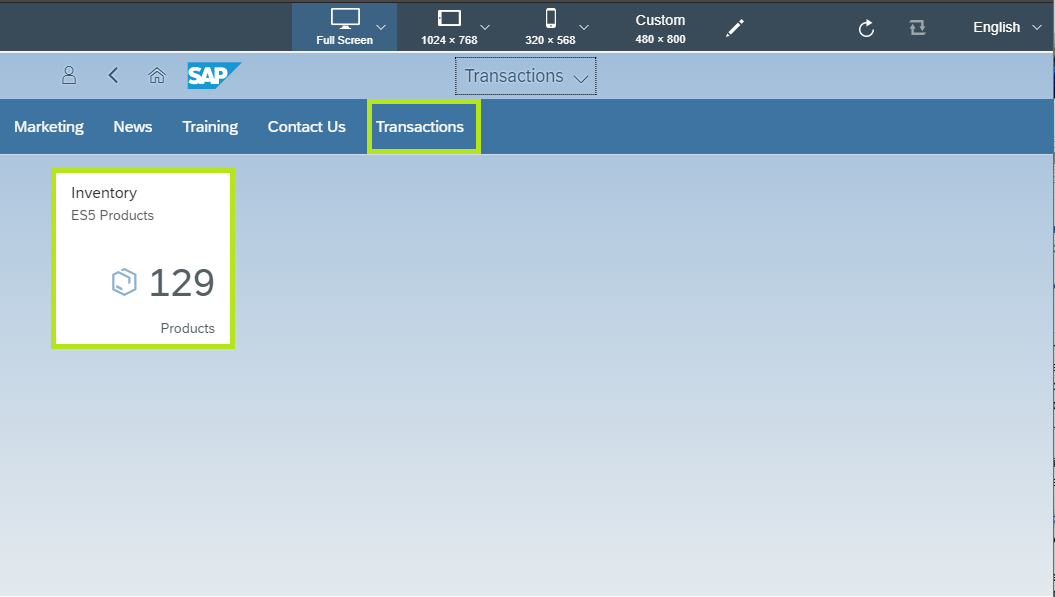 Full Screen
1024 × 768
320 × 568
Custom
480 × 800
English
SAP
Transactions
Marketing News Training Contact Us Transactions
Inventory
ES5 Products
129
Products